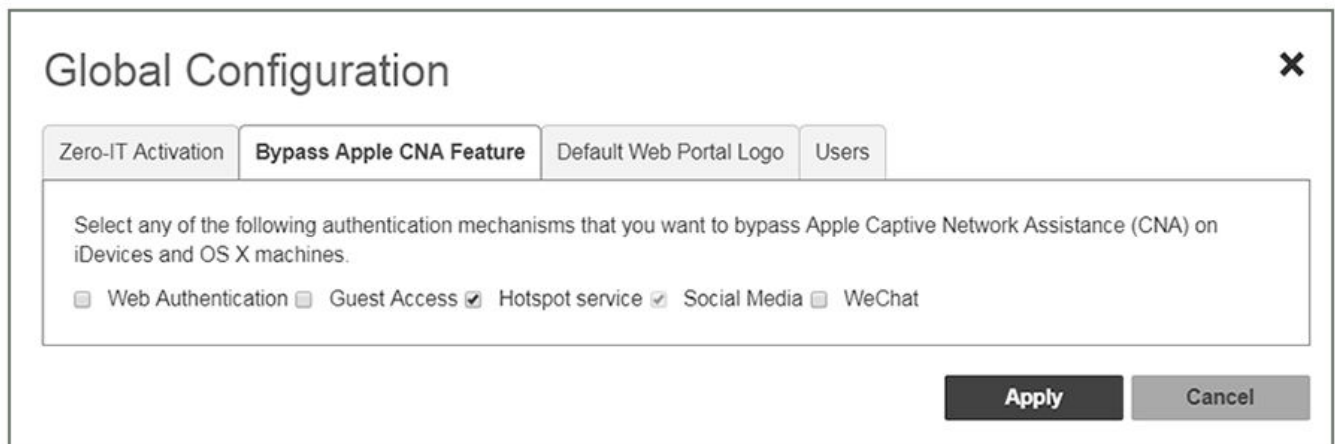 Global Configuration
Zero-IT Activation Bypass Apple CNA Feature Default Web Portal Logo Users
Select any of the following authentication mechanisms that you want to bypass Apple Captive Network Assistance (CNA) on
iDevices and OS X machines.
Web Authentication Guest Access Hotspot service Social Media WeChat
Apply Cancel